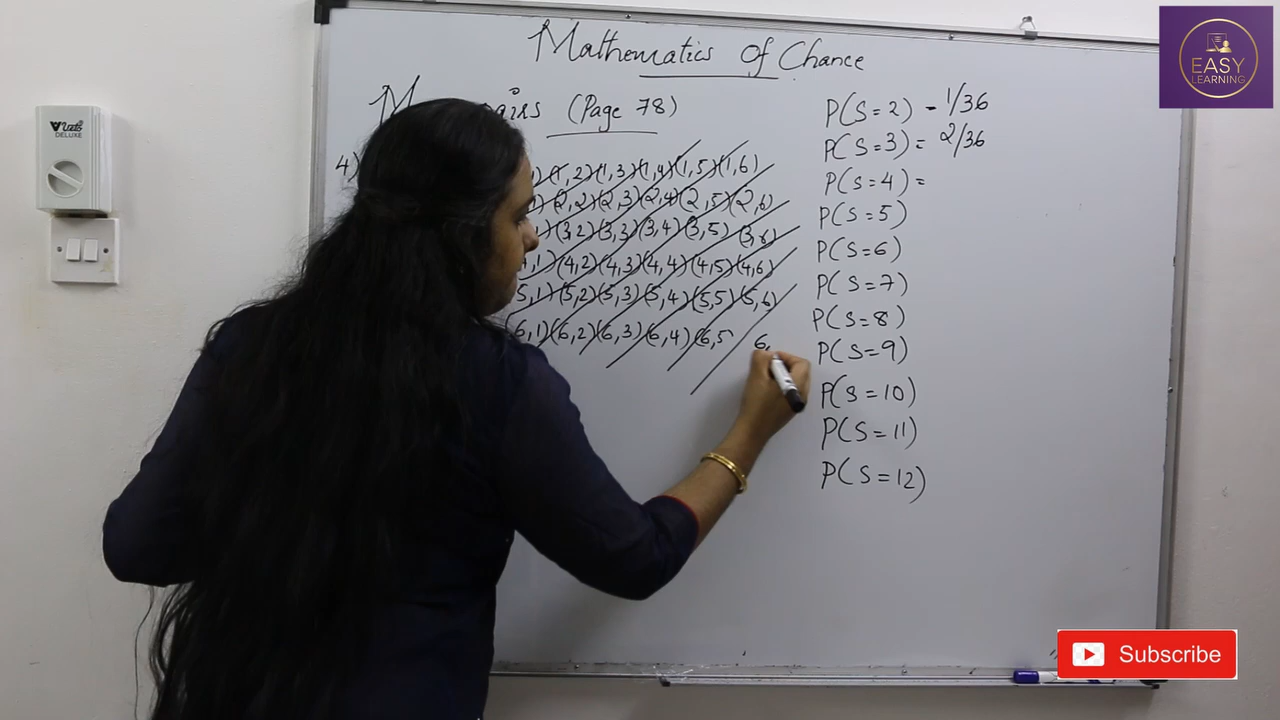 Mathematics Of Chance
(Page 78)
4)
(1,2) (1,3) (1,4) (1,5) (1,6)
(2,2) (2,3) (2,4) (2,5) (2,6)
(3,2) (3,3) (3,4) (3,5) (3,6)
(4,2) (4,3) (4,4) (4,5) (4,6)
5,1) (5,2) (5,3) (5,4) (5,5) (5,6)
(6,1) (6,2) (6,3) (6,4) (6,5 6,
P(S=2) - 1/36
P(S=3) = 2/36
P(S=4) =
P(S=5)
P(S=6)
P(S=7)
P(S=8)
P(S=9)
P(S=10)
P(S=11)
P(S=12)
EASY
LEARNING
Subscribe
DELUXE